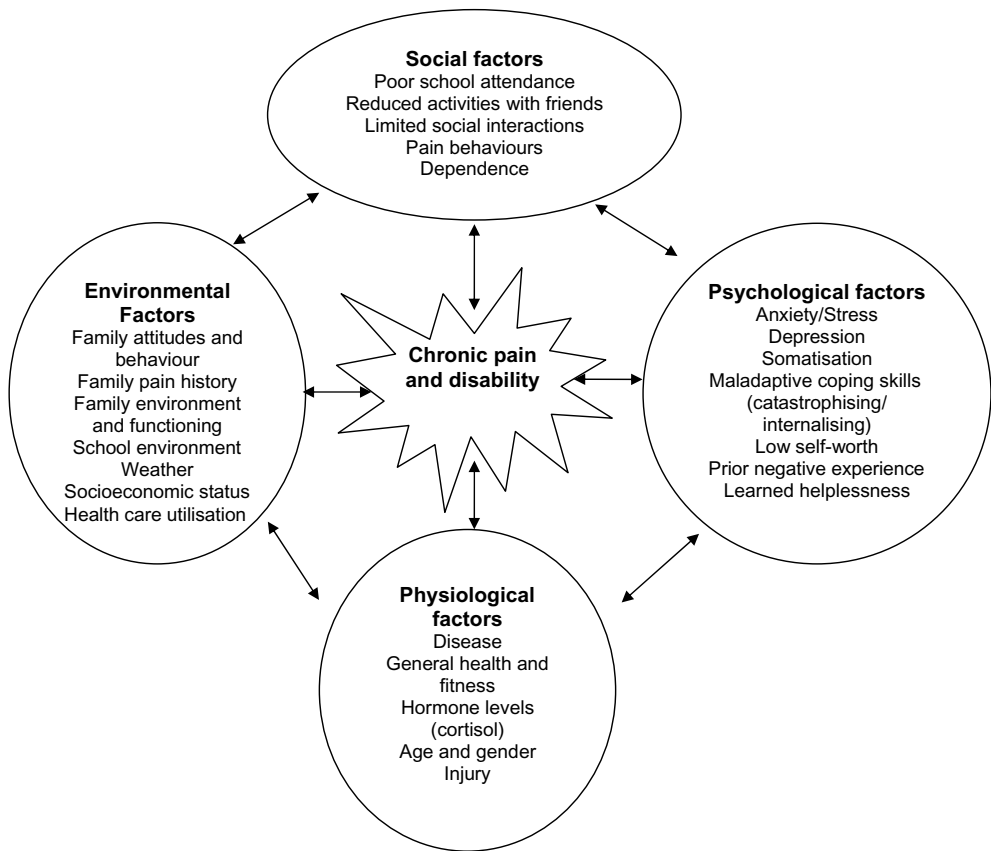 Social factors
Poor school attendance
Reduced activities with friends
Limited social interactions
Pain behaviours
Dependence
Environmental
Factors
Family attitudes and
behaviour
Family pain history
Family environment
and functioning
School environment
Weather
Socioeconomic status
Health care utilisation
Chronic pain
and disability
Psychological factors
Anxiety/Stress
Depression
Somatisation
Maladaptive coping skills
(catastrophising/
internalising)
Low self-worth
Prior negative experience
Learned helplessness
Physiological
factors
Disease
General health and
fitness
Hormone levels
(cortisol)
Age and gender
Injury